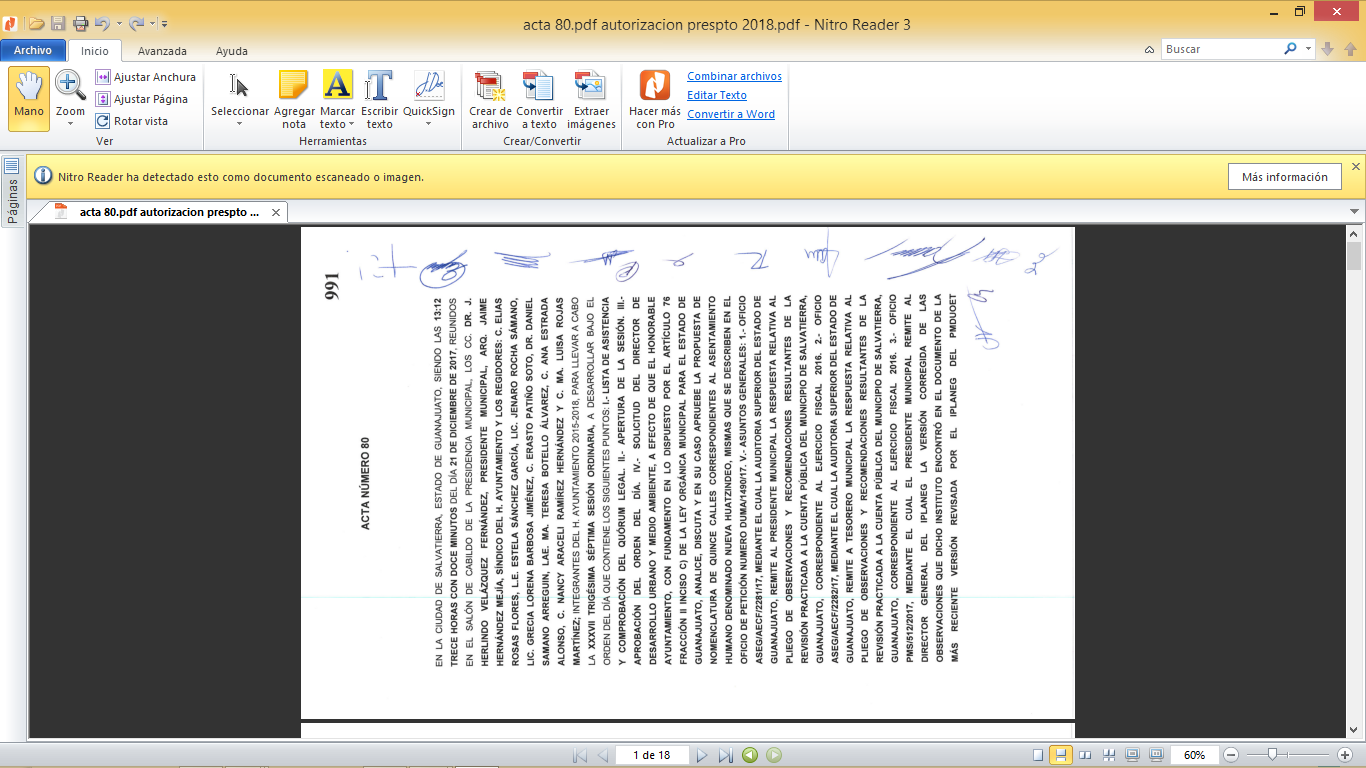 acta 80.pdf autorizacion prespto 2018.pdf - Nitro Reader 3
Archivo Inicio Avanzada Ayuda Buscar
Mano
Zoom
Ajustar Anchura
Ajustar Página
Rotar vista
Ver
Seleccionar
Agregar nota
Marcar texto
Escribir texto
QuickSign
Herramientas
Crear de archivo
Convertir a texto
Extraer imágenes
Crear/Convertir
Hacer más con Pro
Combinar archivos
Editar Texto
Convertir a Word
Actualizar a Pro
Páginas
Nitro Reader ha detectado esto como documento escaneado o imagen.
Más información
acta 80.pdf autorizacion prespto ...
991
ACTA NÚMERO 80
EN LA CIUDAD DE SALVATIERRA, ESTADO DE GUANAJUATO, SIENDO LAS 13:12
TRECE HORAS CON DOCE MINUTOS DEL DÍA 21 DE DICIEMBRE DE 2017, REUNIDOS
EN EL SALÓN DE CABILDO DE LA PRESIDENCIA MUNICIPAL, LOS CC. DR. J.
HERLINDO VELÁZQUEZ FERNÁNDEZ, PRESIDENTE MUNICIPAL, ARQ. JAIME
HERNÁNDEZ MEJÍA, SÍNDICO DEL H. AYUNTAMIENTO Y LOS REGIDORES: C. ELIAS
ROSAS FLORES, L.E. ESTELA SÁNCHEZ GARCÍA, LIC. JENARO ROCHA SÁMANO,
LIC. GRECIA LORENA BARBOSA JIMÉNEZ, C. ERASTO PATIÑO SOTO, DR. DANIEL
SAMANO ARREGUIN, LAE. MA. TERESA BOTELLO ÁLVAREZ, C. ANA ESTRADA
ALONSO, C. NANCY ARACELI RAMÍREZ HERNÁNDEZ Y C. MA. LUISA ROJAS
MARTÍNEZ; INTEGRANTES DEL H. AYUNTAMIENTO 2015-2018, PARA LLEVAR A CABO
LA XXXVII TRIGÉSIMA SÉPTIMA SESIÓN ORDINARIA, A DESARROLLAR BAJO EL
ORDEN DEL DÍA QUE CONTIENE LOS SIGUIENTES PUNTOS: I.- LISTA DE ASISTENCIA
Y COMPROBACIÓN DEL QUÓRUM LEGAL. II.- APERTURA DE LA SESIÓN. III.-
APROBACIÓN DEL ORDEN DEL DÍA. IV.- SOLICITUD DEL DIRECTOR DE
DESARROLLO URBANO Y MEDIO AMBIENTE, A EFECTO DE QUE EL HONORABLE
AYUNTAMIENTO, CON FUNDAMENTO EN LO DISPUESTO POR EL ARTÍCULO 76
FRACCIÓN II INCISO C) DE LA LEY ORGÁNICA MUNICIPAL PARA EL ESTADO DE
GUANAJUATO, ANALICE, DISCUTA Y EN SU CASO APRUEBE LA PROPUESTA DE
NOMENCLATURA DE QUINCE CALLES CORRESPONDIENTES AL ASENTAMIENTO
HUMANO DENOMINADO NUEVA HUATZINDEO, MISMAS QUE SE DESCRIBEN EN EL
OFICIO DE PETICIÓN NUMERO DUMA/1490/17. V.- ASUNTOS GENERALES: 1.- OFICIO
ASEG/AECF/2281/17, MEDIANTE EL CUAL LA AUDITORIA SUPERIOR DEL ESTADO DE
GUANAJUATO, REMITE AL PRESIDENTE MUNICIPAL LA RESPUESTA RELATIVA AL
PLIEGO DE OBSERVACIONES Y RECOMENDACIONES RESULTANTES DE LA
REVISIÓN PRACTICADA A LA CUENTA PÚBLICA DEL MUNICIPIO DE SALVATIERRA,
GUANAJUATO, CORRESPONDIENTE AL EJERCICIO FISCAL 2016. 2.- OFICIO
ASEG/AECF/2282/17, MEDIANTE EL CUAL LA AUDITORIA SUPERIOR DEL ESTADO DE
GUANAJUATO, REMITE A TESORERO MUNICIPAL LA RESPUESTA RELATIVA AL
PLIEGO DE OBSERVACIONES Y RECOMENDACIONES RESULTANTES DE LA
REVISIÓN PRACTICADA A LA CUENTA PÚBLICA DEL MUNICIPIO DE SALVATIERRA,
GUANAJUATO, CORRESPONDIENTE AL EJERCICIO FISCAL 2016. 3.- OFICIO
PMS/512/2017, MEDIANTE EL CUAL EL PRESIDENTE MUNICIPAL REMITE AL
DIRECTOR GENERAL DEL IPLANEG LA VERSIÓN CORREGIDA DE LAS
OBSERVACIONES QUE DICHO INSTITUTO ENCONTRÓ EN EL DOCUMENTO DE LA
MÁS RECIENTE VERSIÓN REVISADA POR EL IPLANEG DEL PMDUOET
1 de 18
60%